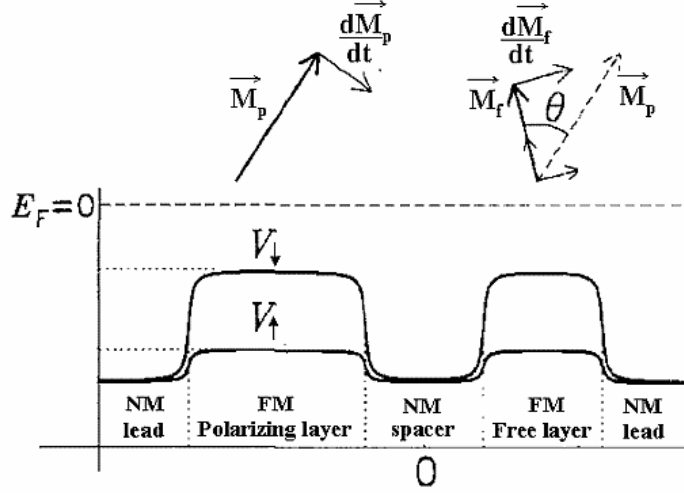 dM_p
dt
M_p
dM_f
dt
M_f
θ
M_p
E_F=0
V↓
V↑
NM
lead
FM
Polarizing layer
NM
spacer
FM
Free layer
NM
lead
0